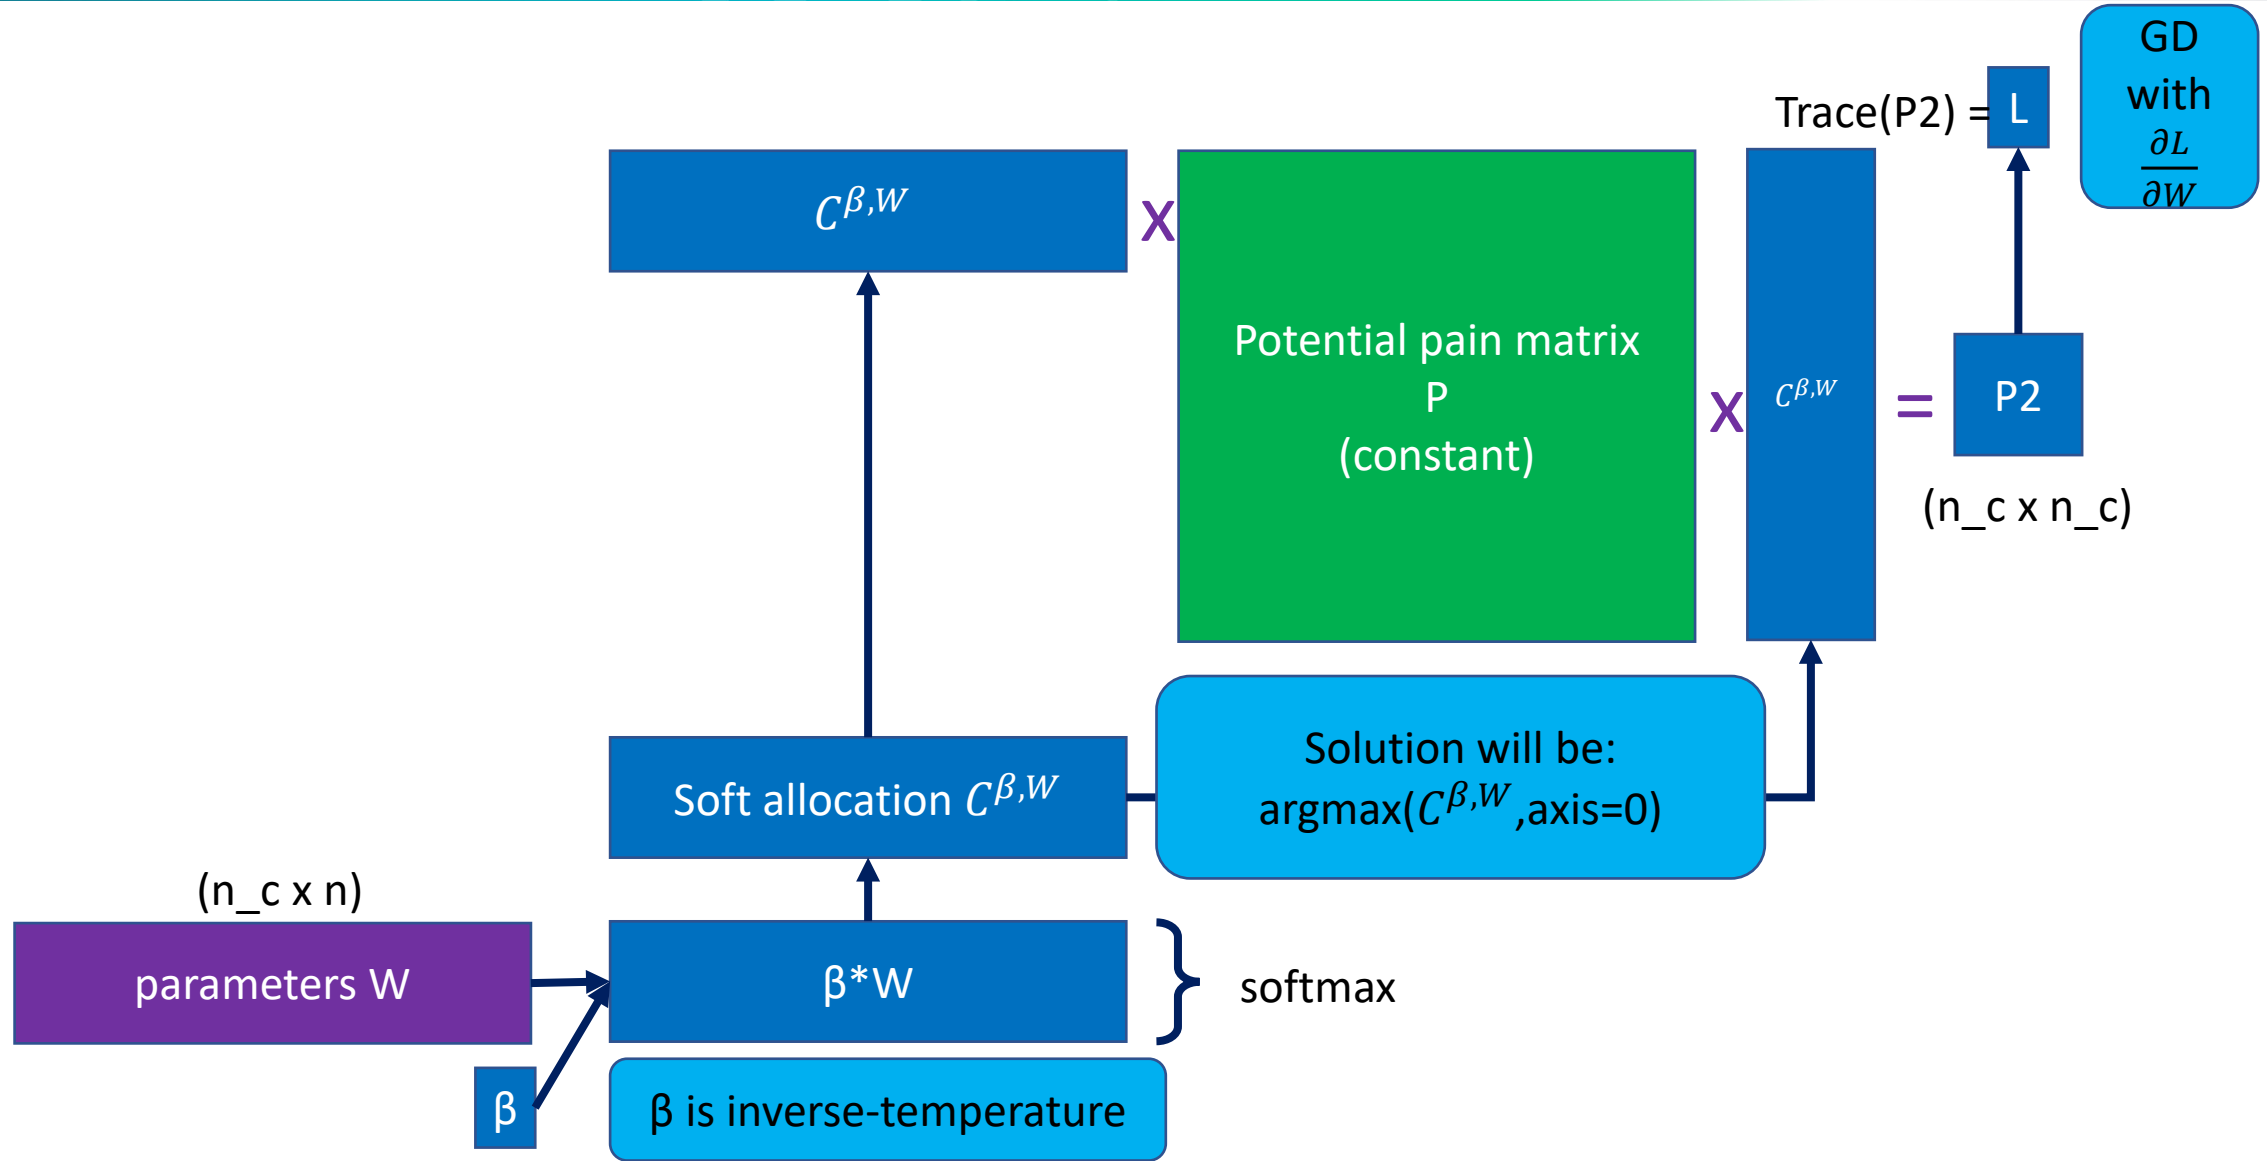 GD
with
∂L
∂W
Trace(P2) = L
C^β,W
x
Potential pain matrix
P
(constant)
x
C^β,W
=
P2
(n_c x n_c)
Solution will be:
argmax(C^β,W,axis=0)
Soft allocation C^β,W
(n_c x n)
parameters W
β*W
softmax
β
β is inverse-temperature